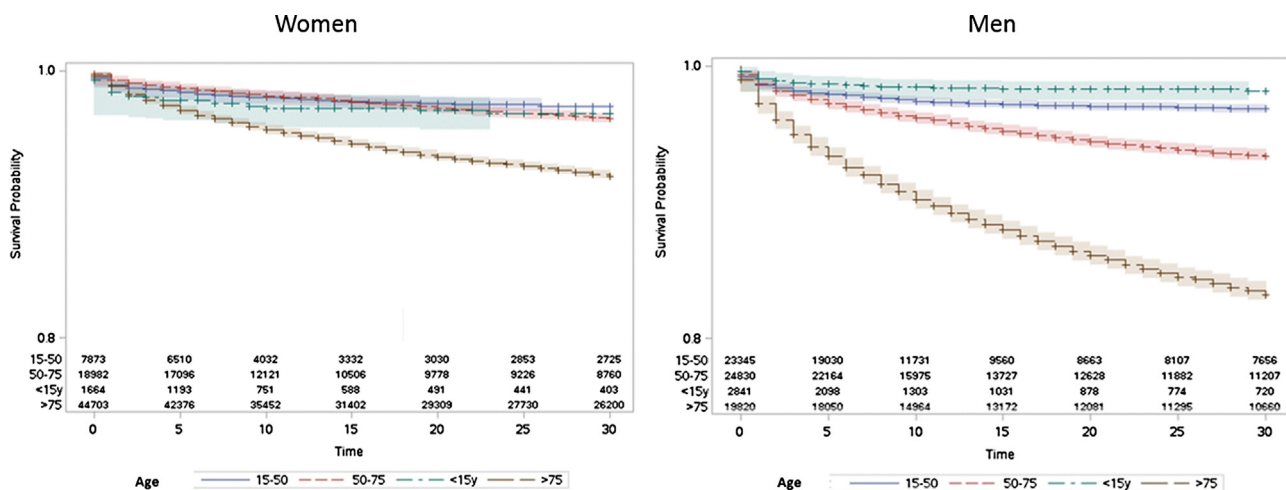 Women
1.0
Survival Probability
0.8
15-50 7873 6510 4032 3332 3030 2853 2725
50-75 18982 17096 12121 10506 9778 9226 8760
<15y 1664 1193 751 588 491 441 403
>75 44703 42376 35452 31402 29309 27730 26200
0 5 10 15 20 25 30
Time
Age 15-50 50-75 <15y >75
Men
1.0
Survival Probability
0.8
15-50 23345 19030 11731 9560 8663 8107 7656
50-75 24830 22164 15975 13727 12628 11882 11207
<15y 2841 2098 1303 1031 878 774 720
>75 19820 18050 14964 13172 12081 11295 10660
0 5 10 15 20 25 30
Time
Age 15-50 50-75 <15y >75